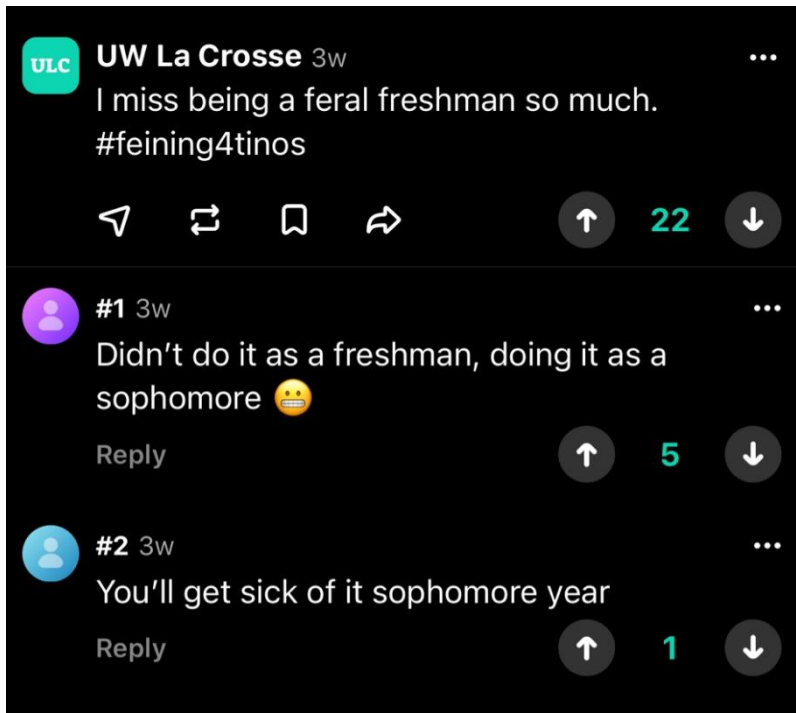 ULC
UW La Crosse 3w
I miss being a feral freshman so much.
#feining4tinos
22
#1 3w
Didn't do it as a freshman, doing it as a
sophomore 😬
Reply
5
#2 3w
You'll get sick of it sophomore year
Reply
1